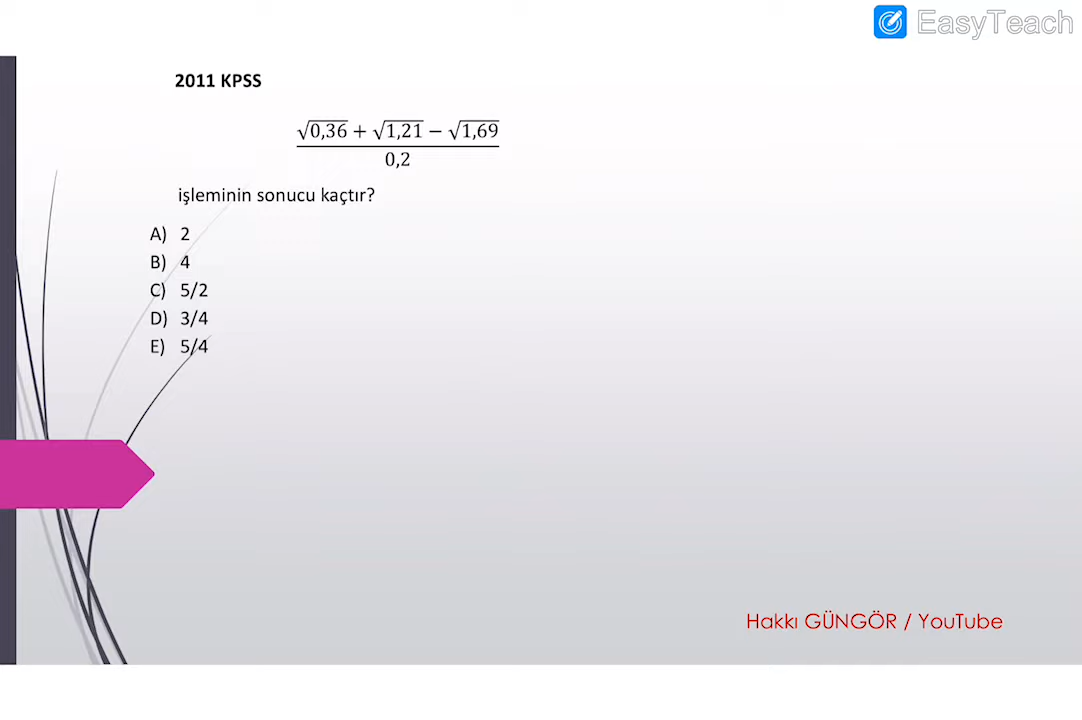 EasyTeach
2011 KPSS
√0,36 + √1,21 − √1,69
0,2
işleminin sonucu kaçtır?
A) 2
B) 4
C) 5/2
D) 3/4
E) 5/4
Hakkı GÜNGÖR / YouTube